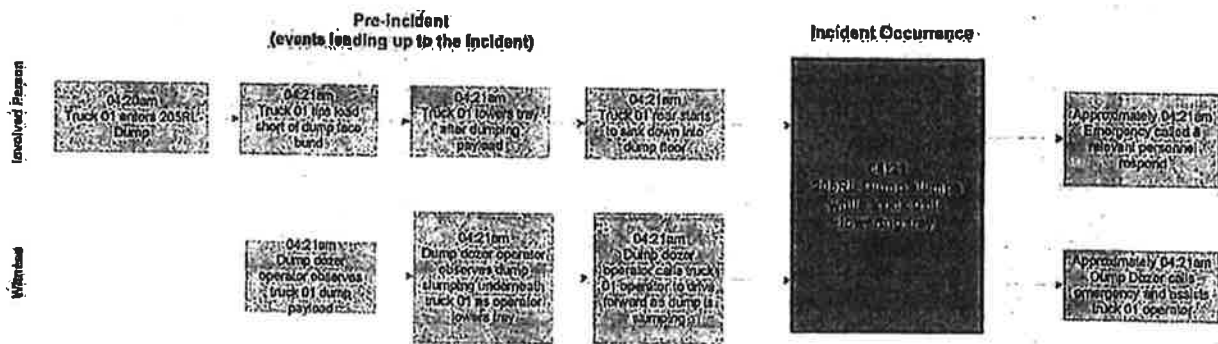 Pre-incident
(events leading up to the incident)
Incident Occurrence
Involved Person
04:20am
Truck 01 enters 205RL
Dump
04:21am
Truck 01 tips load
short of dump face
bund
04:21am
Truck 01 lowers tray
after dumping
payload
04:21am
Truck 01 rear starts
to sink down into
dump floor
04:21
205RL Dump slumps
while truck
lowering tray
Approximately 04:21am
Emergency called &
relevant personnel
respond
Witness
04:21am
Dump dozer
operator observes
truck 01 dump
payload
04:21am
Dump dozer operator
observes dump
slumping underneath
truck 01 as operator
lowers tray
04:21am
Dump dozer
operator calls truck
01 operator to drive
forward as dump is
slumping
Approximately 04:21am
Dump Dozer calls
emergency and assists
truck 01 operator